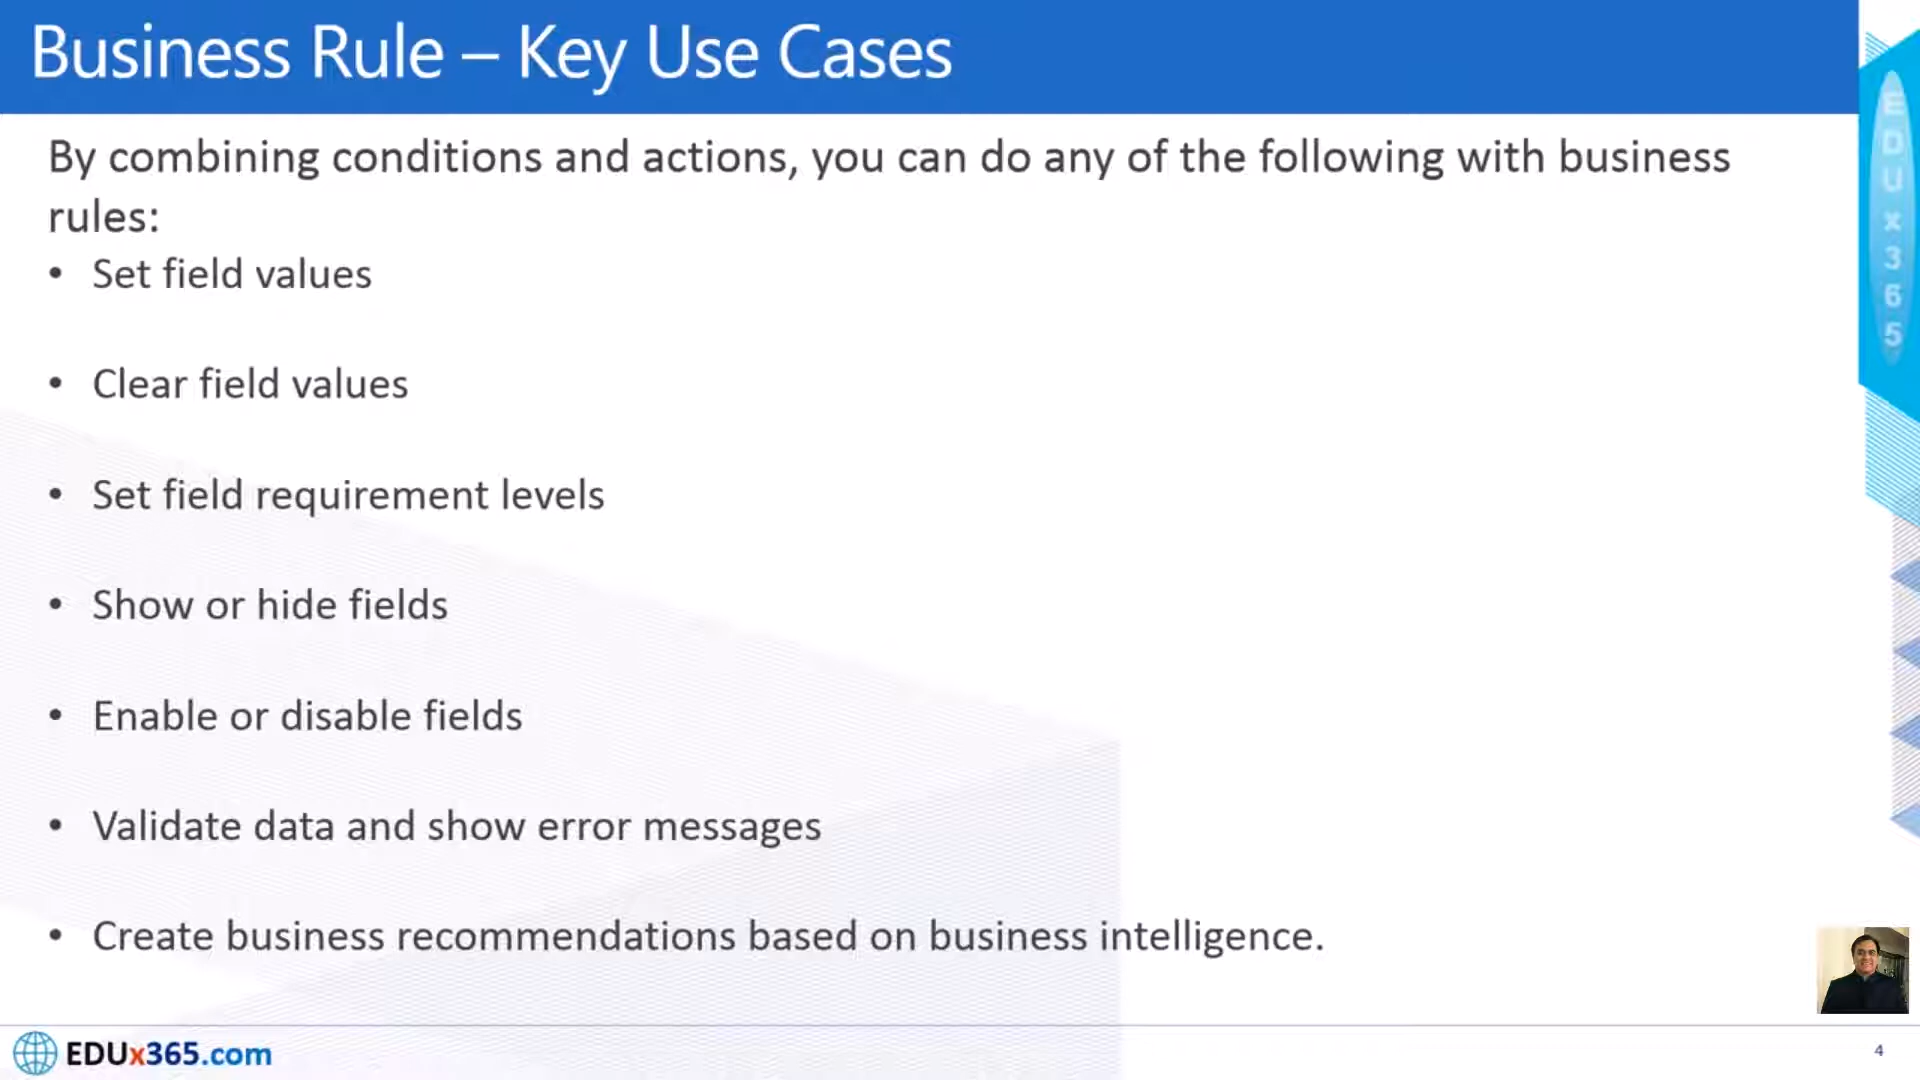 Business Rule – Key Use Cases
By combining conditions and actions, you can do any of the following with business
rules:
• Set field values
• Clear field values
• Set field requirement levels
• Show or hide fields
• Enable or disable fields
• Validate data and show error messages
• Create business recommendations based on business intelligence.
EDUx365
EDUx365.com
4